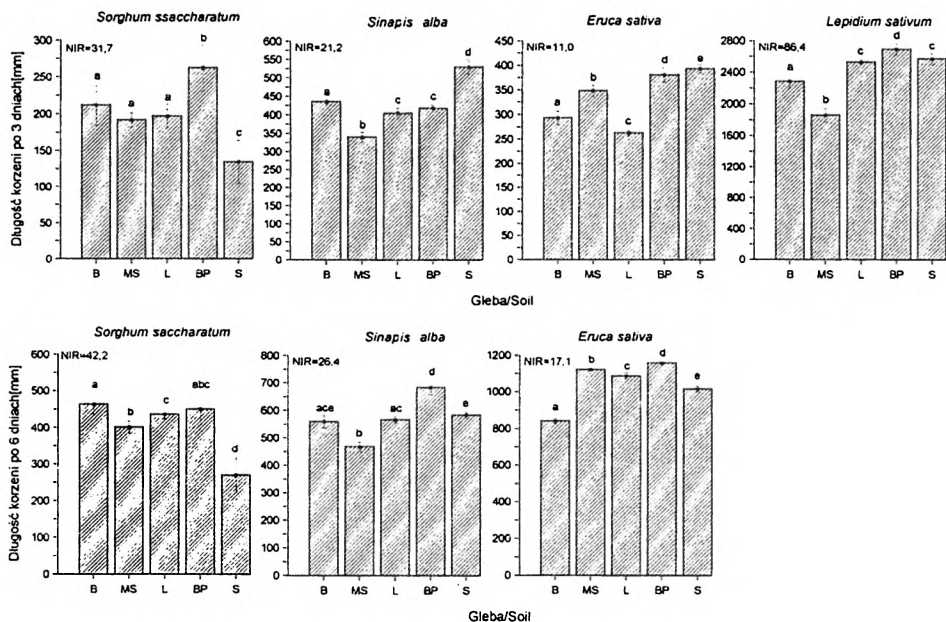 Sorghum ssaccharatum
NIR=31,7
Długość korzeni po 3 dniach[mm]
300
250
200
150
100
50
0
a a a b c
B MS L BP S
Sinapis alba
NIR=21,2
600
550
500
450
400
350
300
250
200
150
100
50
0
a b c c d
B MS L BP S
Eruca sativa
NIR=11,0
450
400
350
300
250
200
150
100
50
0
a b c d e
B MS L BP S
Lepidium sativum
NIR=86,4
2800
2400
2000
1600
1200
800
400
0
a b c d c
B MS L BP S
Gleba/Soil
Sorghum saccharatum
NIR=42,2
Długość korzeni po 6 dniach[mm]
600
500
400
300
200
100
0
a b c abc d
B MS L BP S
Sinapis alba
NIR=26,4
800
700
600
500
400
300
200
100
0
ace b ac d e
B MS L BP S
Eruca sativa
NIR=17,1
1200
1000
800
600
400
200
0
a b c d e
B MS L BP S
Gleba/Soil